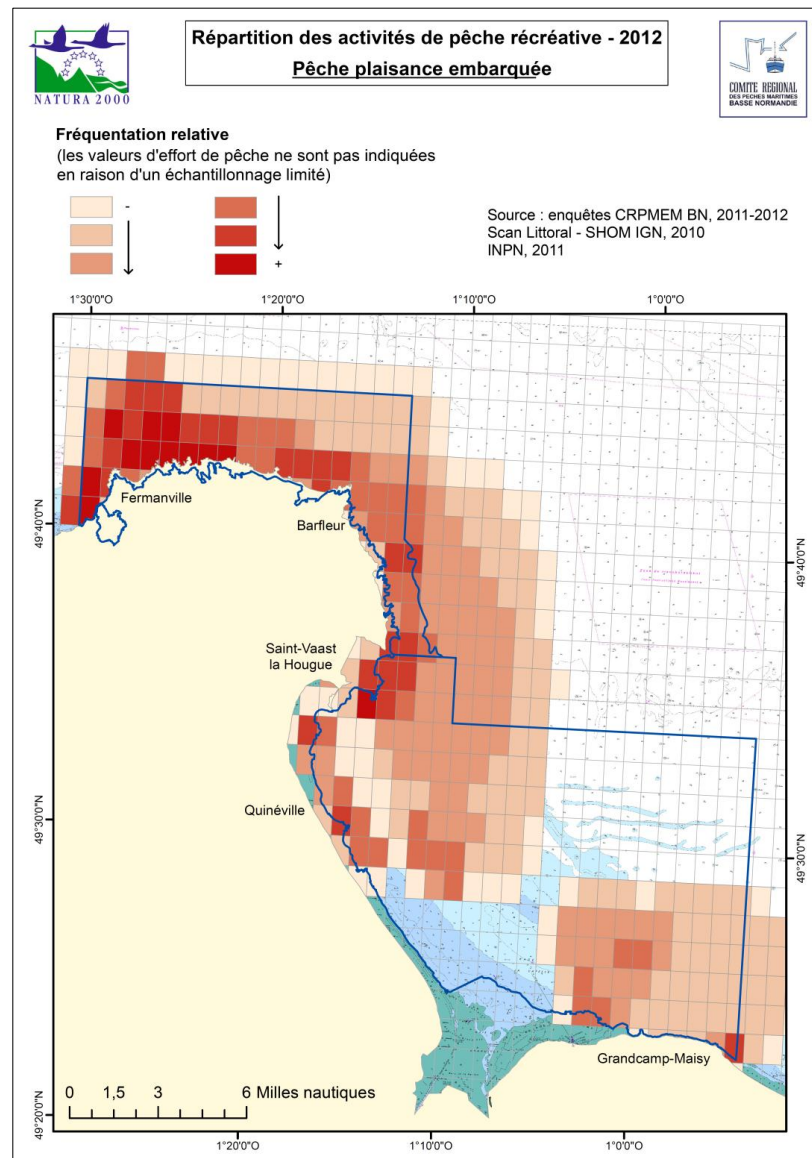 NATURA 2000
Répartition des activités de pêche récréative - 2012
Pêche plaisance embarquée
COMITE REGIONAL
DES PECHES MARITIMES
BASSE NORMANDIE
Fréquentation relative
(les valeurs d'effort de pêche ne sont pas indiquées
en raison d'un échantillonnage limité)
-
+
Source : enquêtes CRPMEM BN, 2011-2012
Scan Littoral - SHOM IGN, 2010
INPN, 2011
1°30'0"O 1°20'0"O 1°10'0"O 1°0'0"O
Fermanville
Barfleur
49°40'0"N
49°40'0"N
Saint-Vaast
la Hougue
Quinéville
49°30'0"N
49°30'0"N
Grandcamp-Maisy
0 1,5 3 6 Milles nautiques
49°20'0"N
1°20'0"O 1°10'0"O 1°0'0"O